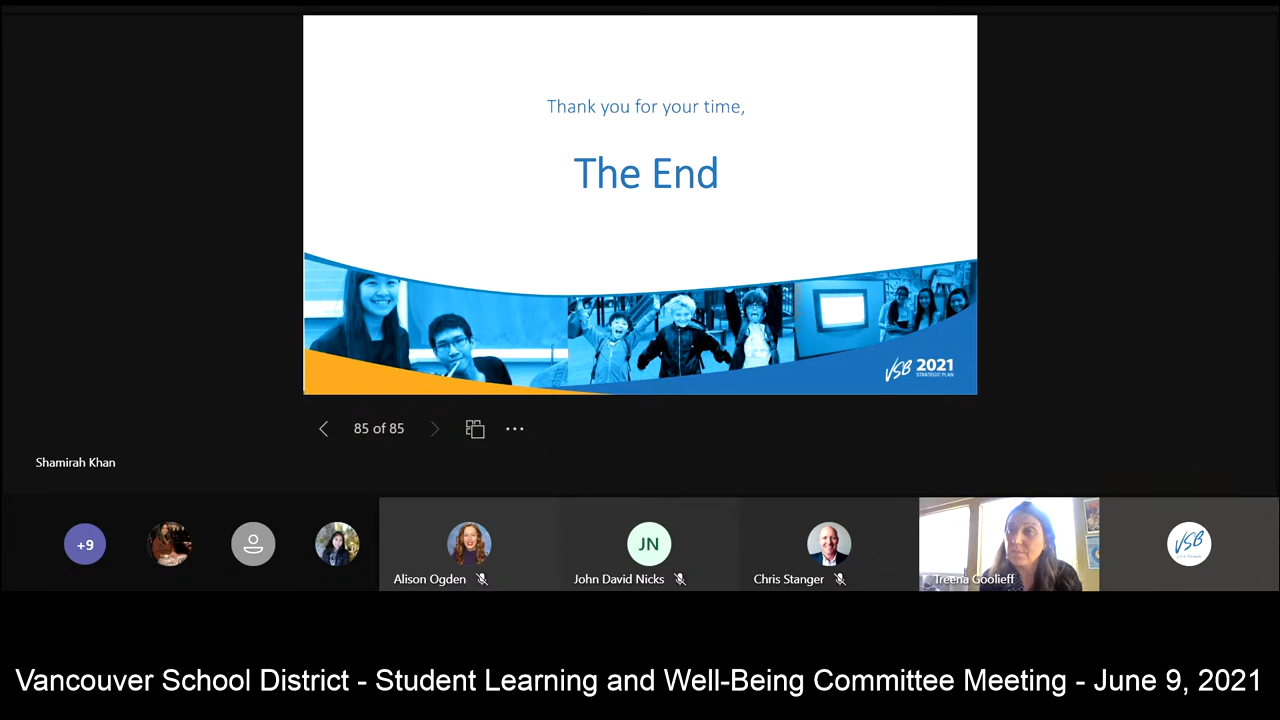 Thank you for your time,
The End
VSB 2021
STRATEGIC PLAN
85 of 85
Shamirah Khan
+9
JN
Alison Ogden
John David Nicks
Chris Stanger
Treena Goolieff
VSB
Vancouver School District - Student Learning and Well-Being Committee Meeting - June 9, 2021